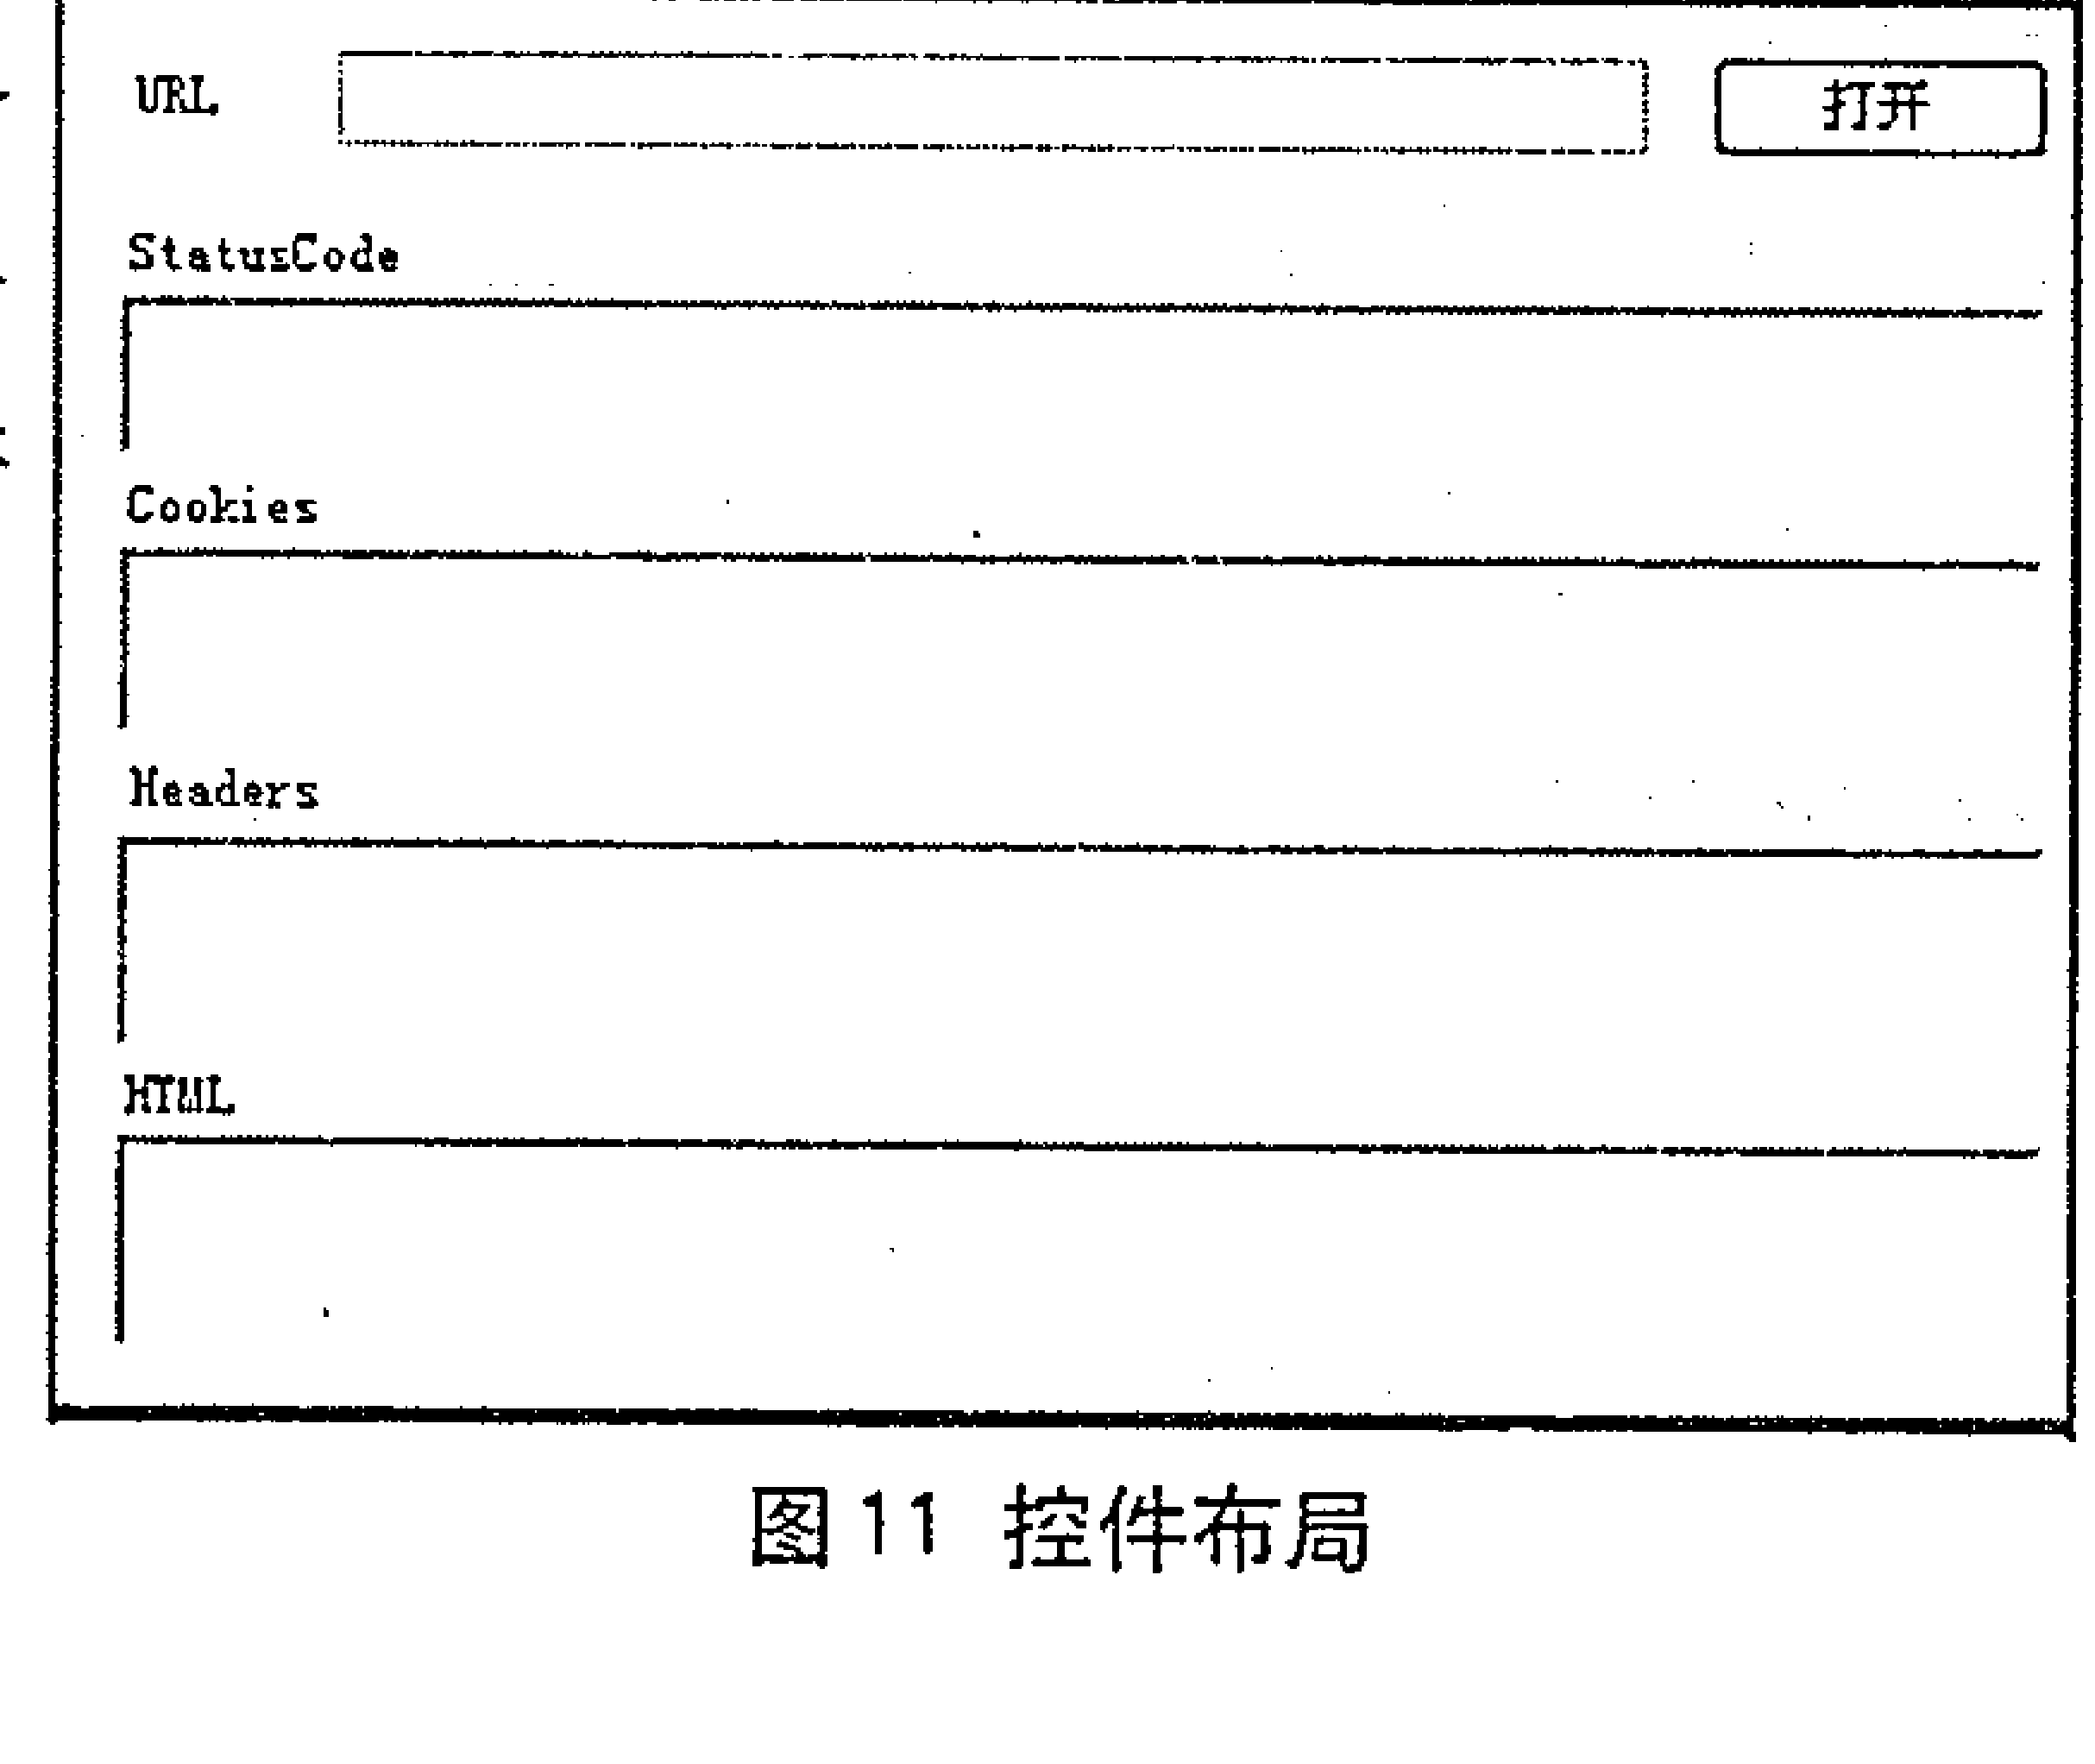 URL 打开
StatusCode
Cookies
Headers
HTML
图 11 控件布局